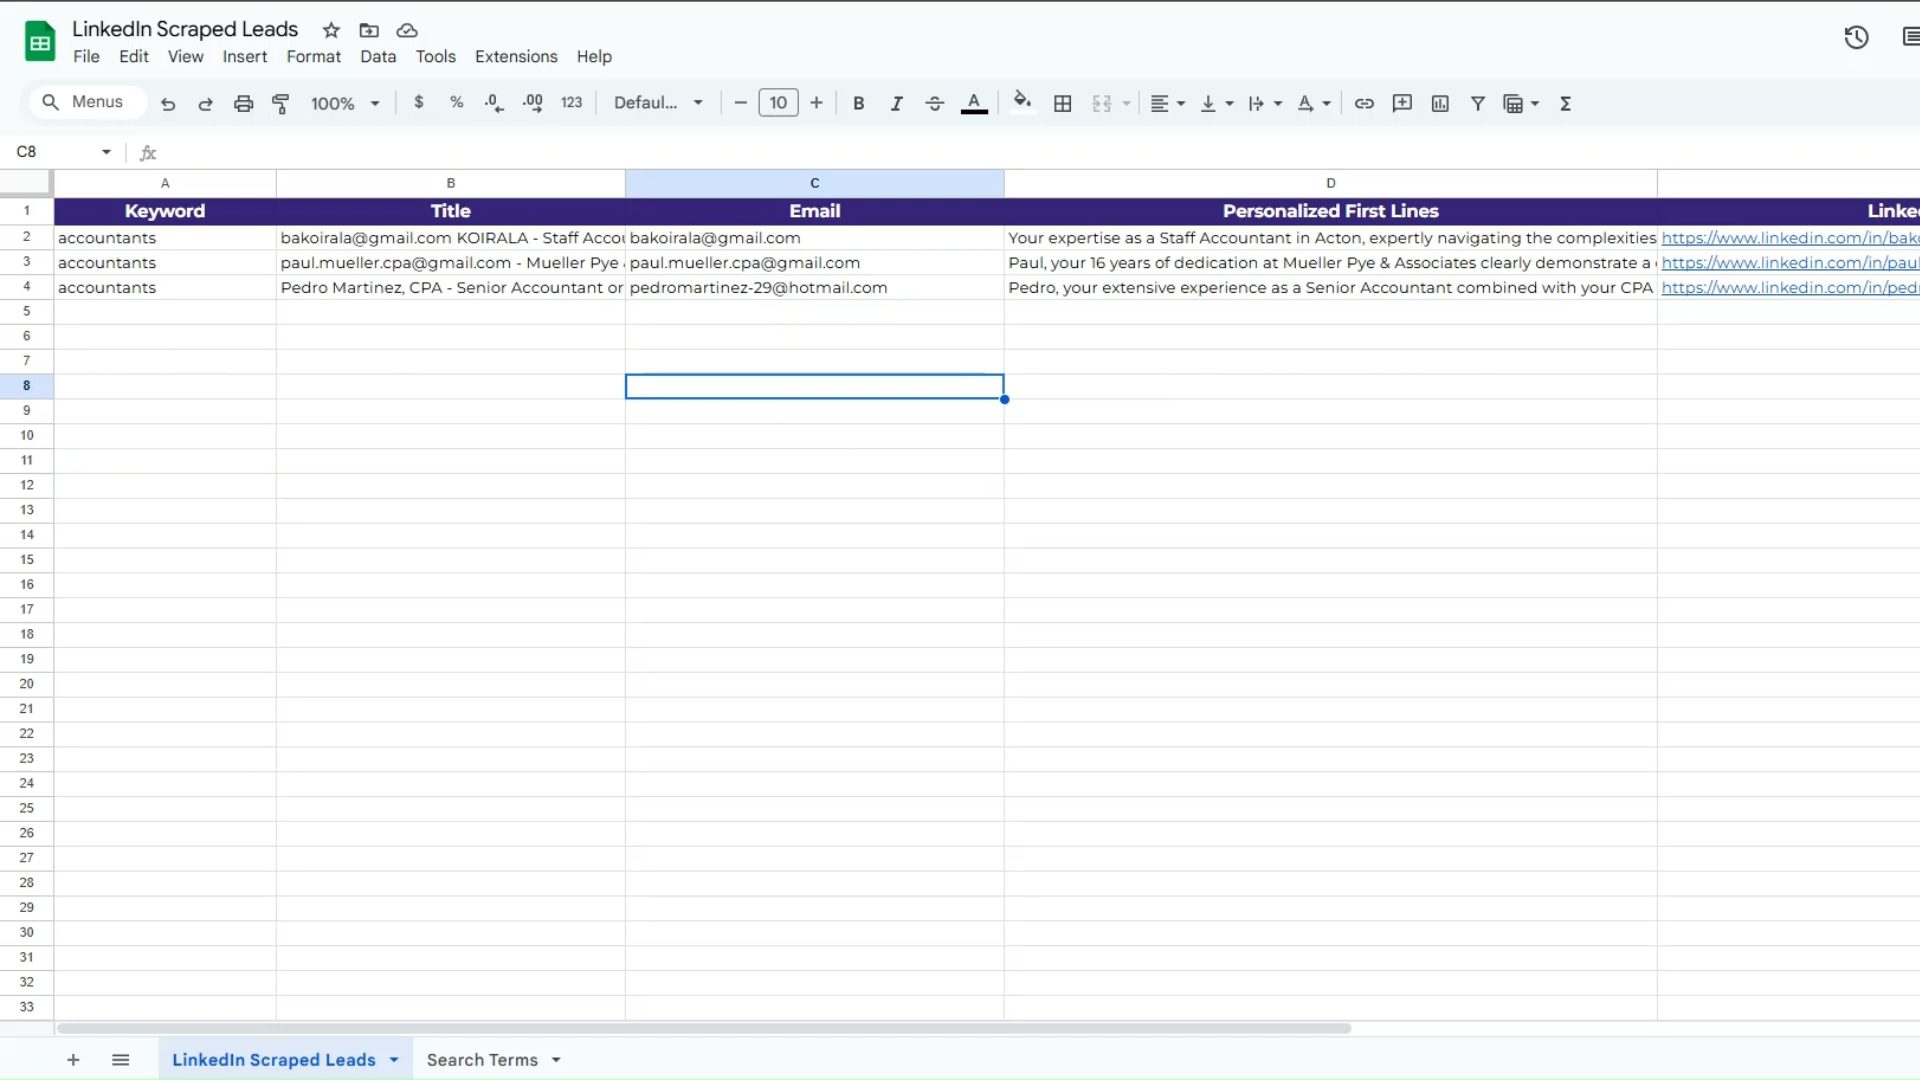 LinkedIn Scraped Leads
File Edit View Insert Format Data Tools Extensions Help
Menus 100% $ % .0 .00 123 Defaul... 10 B I A Σ
C8 fx
A B C D
1 Keyword Title Email Personalized First Lines Linke
2 accountants bakoirala@gmail.com KOIRALA - Staff Accou bakoirala@gmail.com Your expertise as a Staff Accountant in Acton, expertly navigating the complexities https://www.linkedin.com/in/bako
3 accountants paul.mueller.cpa@gmail.com - Mueller Pye paul.mueller.cpa@gmail.com Paul, your 16 years of dedication at Mueller Pye & Associates clearly demonstrate a https://www.linkedin.com/in/paul
4 accountants Pedro Martinez, CPA - Senior Accountant or pedromartinez-29@hotmail.com Pedro, your extensive experience as a Senior Accountant combined with your CPA https://www.linkedin.com/in/ped
5
6
7
8
9
10
11
12
13
14
15
16
17
18
19
20
21
22
23
24
25
26
27
28
29
30
31
32
33
LinkedIn Scraped Leads Search Terms